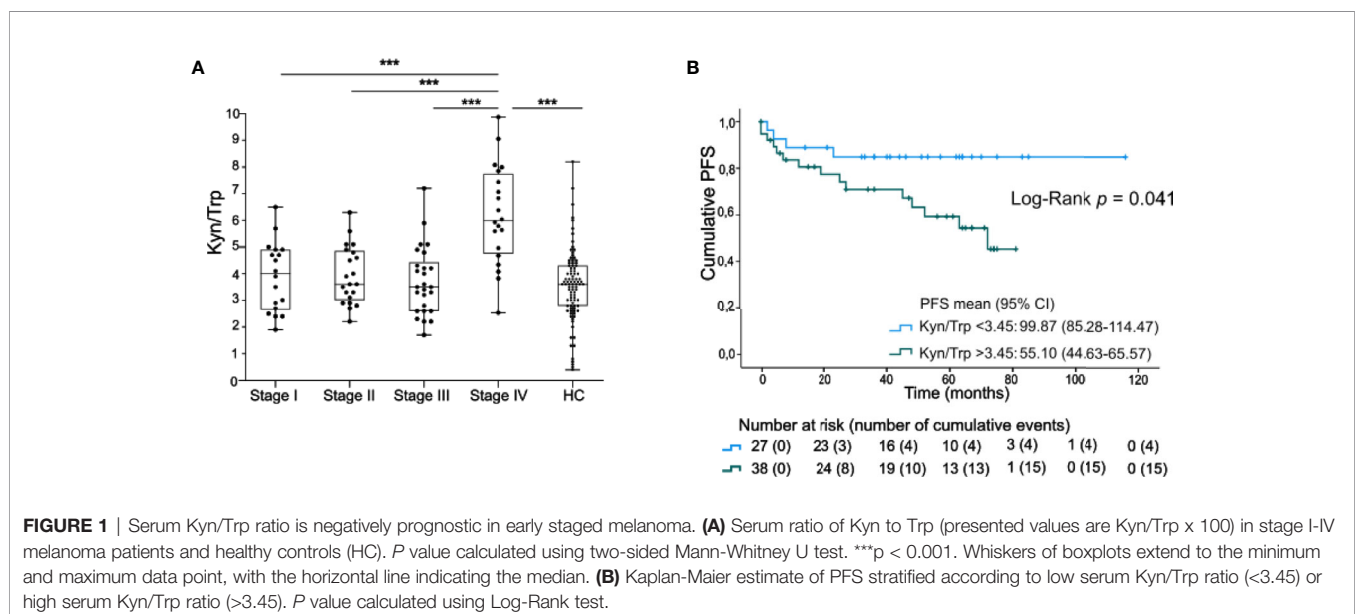 A
***
***
*** ***
10
9
8
7
6
5
4
3
2
1
0
Kyn/Trp
Stage I Stage II Stage III Stage IV HC
B
1,0
0,8
0,6
0,4
0,2
0,0
Cumulative PFS
Log-Rank p = 0.041
PFS mean (95% CI)
Kyn/Trp <3.45: 99.87 (85.28-114.47)
Kyn/Trp >3.45: 55.10 (44.63-65.57)
0 20 40 60 80 100 120
Time (months)
Number at risk (number of cumulative events)
27 (0) 23 (3) 16 (4) 10 (4) 3 (4) 1 (4) 0 (4)
38 (0) 24 (8) 19 (10) 13 (13) 1 (15) 0 (15) 0 (15)
FIGURE 1 | Serum Kyn/Trp ratio is negatively prognostic in early staged melanoma. (A) Serum ratio of Kyn to Trp (presented values are Kyn/Trp x 100) in stage I-IV
melanoma patients and healthy controls (HC). P value calculated using two-sided Mann-Whitney U test. ***p < 0.001. Whiskers of boxplots extend to the minimum
and maximum data point, with the horizontal line indicating the median. (B) Kaplan-Maier estimate of PFS stratified according to low serum Kyn/Trp ratio (<3.45) or
high serum Kyn/Trp ratio (>3.45). P value calculated using Log-Rank test.